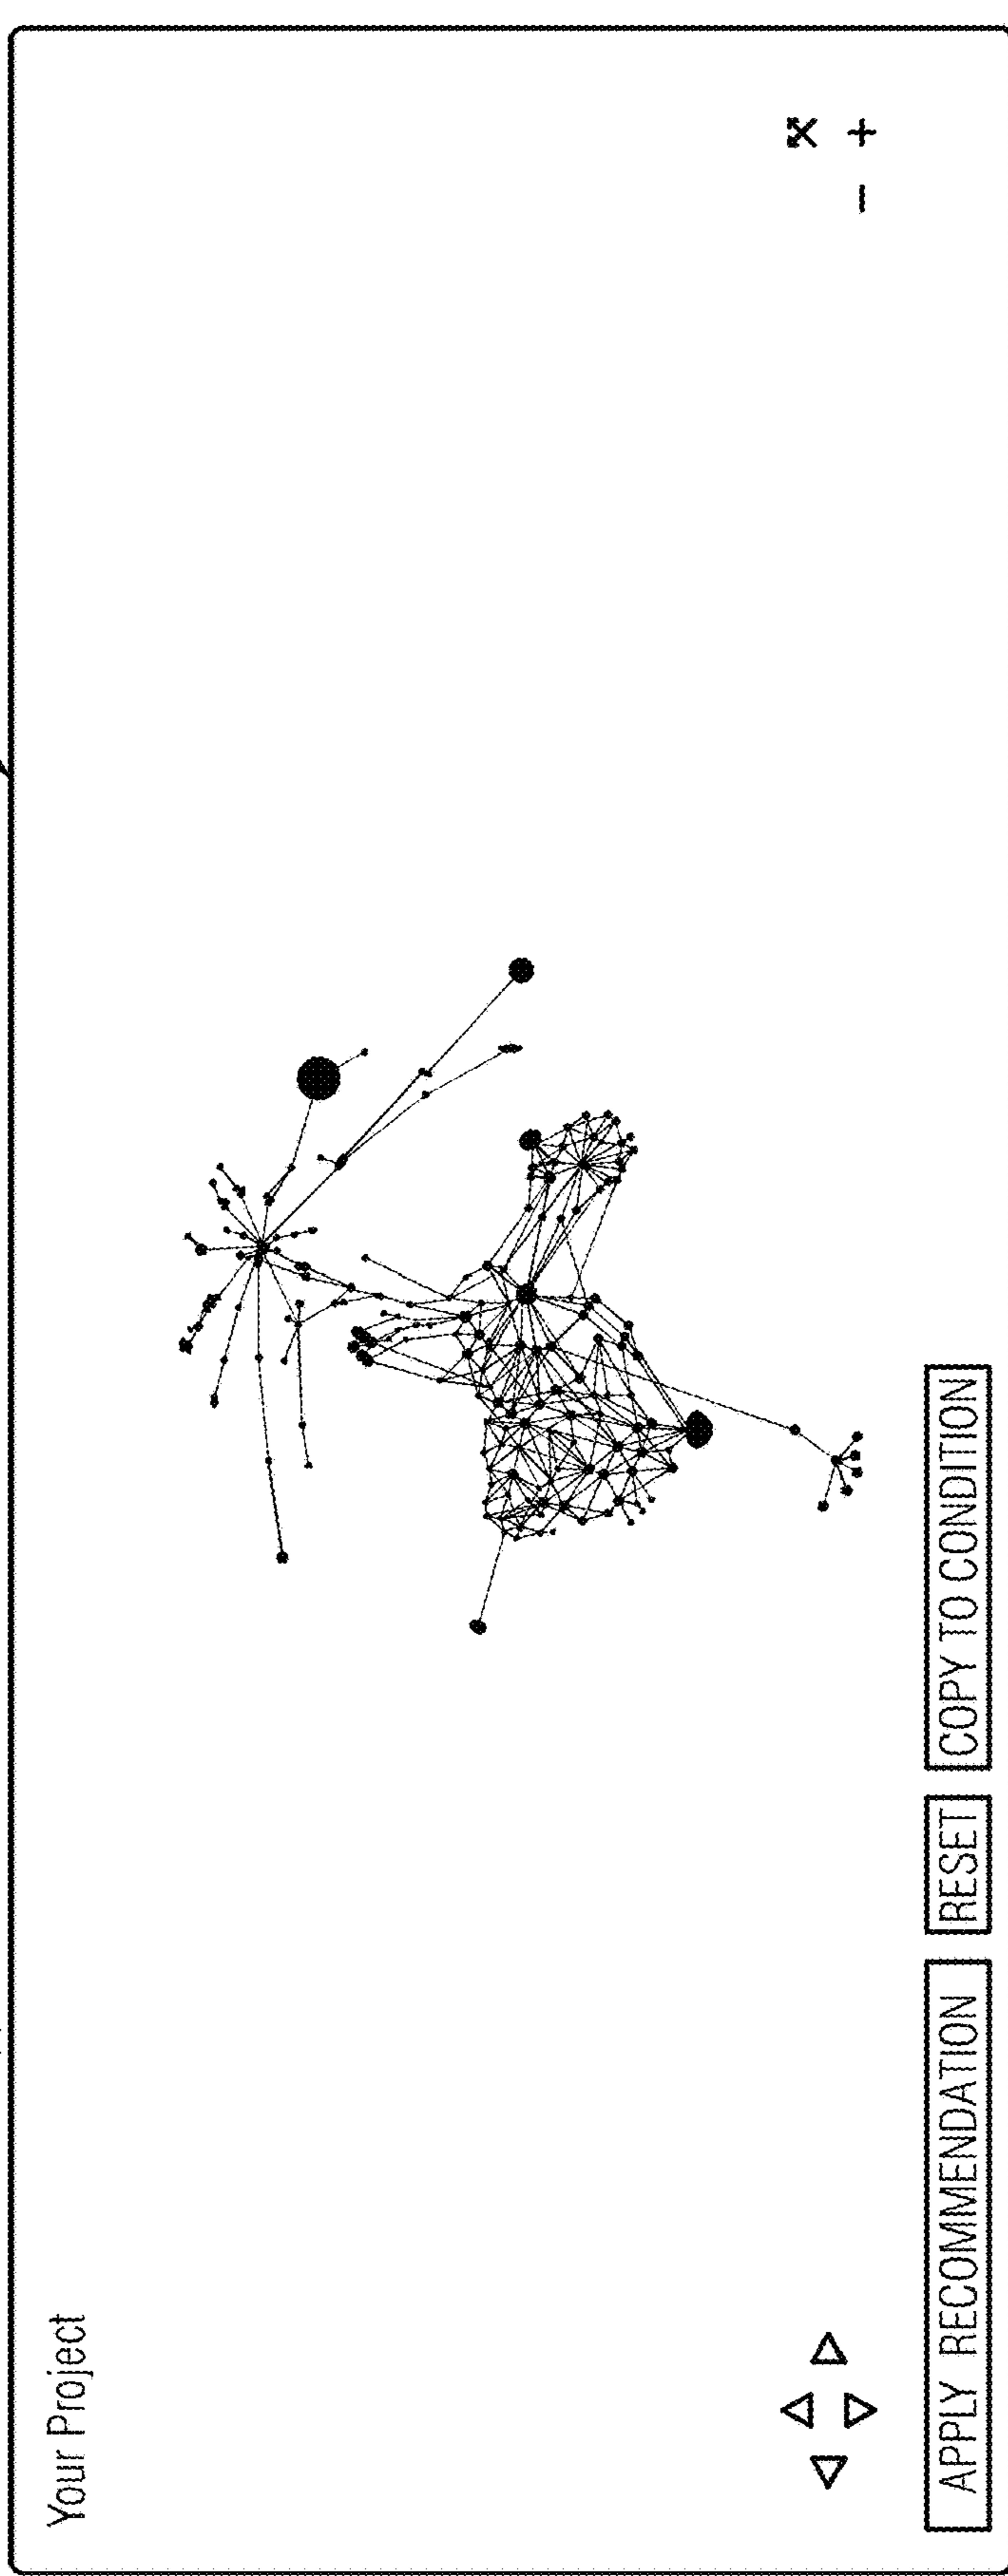 Your Project
− +
APPLY RECOMMENDATION
RESET
COPY TO CONDITION